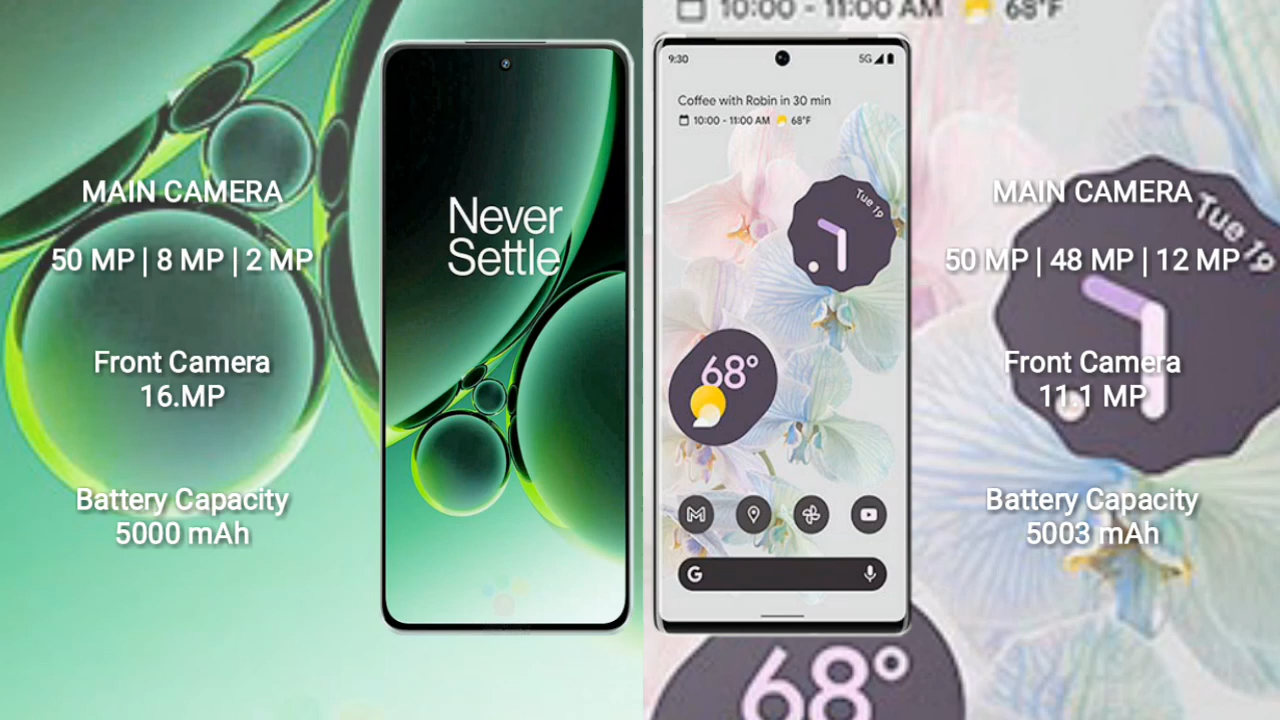 MAIN CAMERA
50 MP | 8 MP | 2 MP
Front Camera
16.MP
Battery Capacity
5000 mAh
Never
Settle
10:00 - 11:00 AM 68°F
9:30 5G
Coffee with Robin in 30 min
10:00 - 11:00 AM 68°F
Tue 19
68°
G
MAIN CAMERA
Tue 19
50 MP | 48 MP | 12 MP
Front Camera
11.1 MP
Battery Capacity
5003 mAh
68°